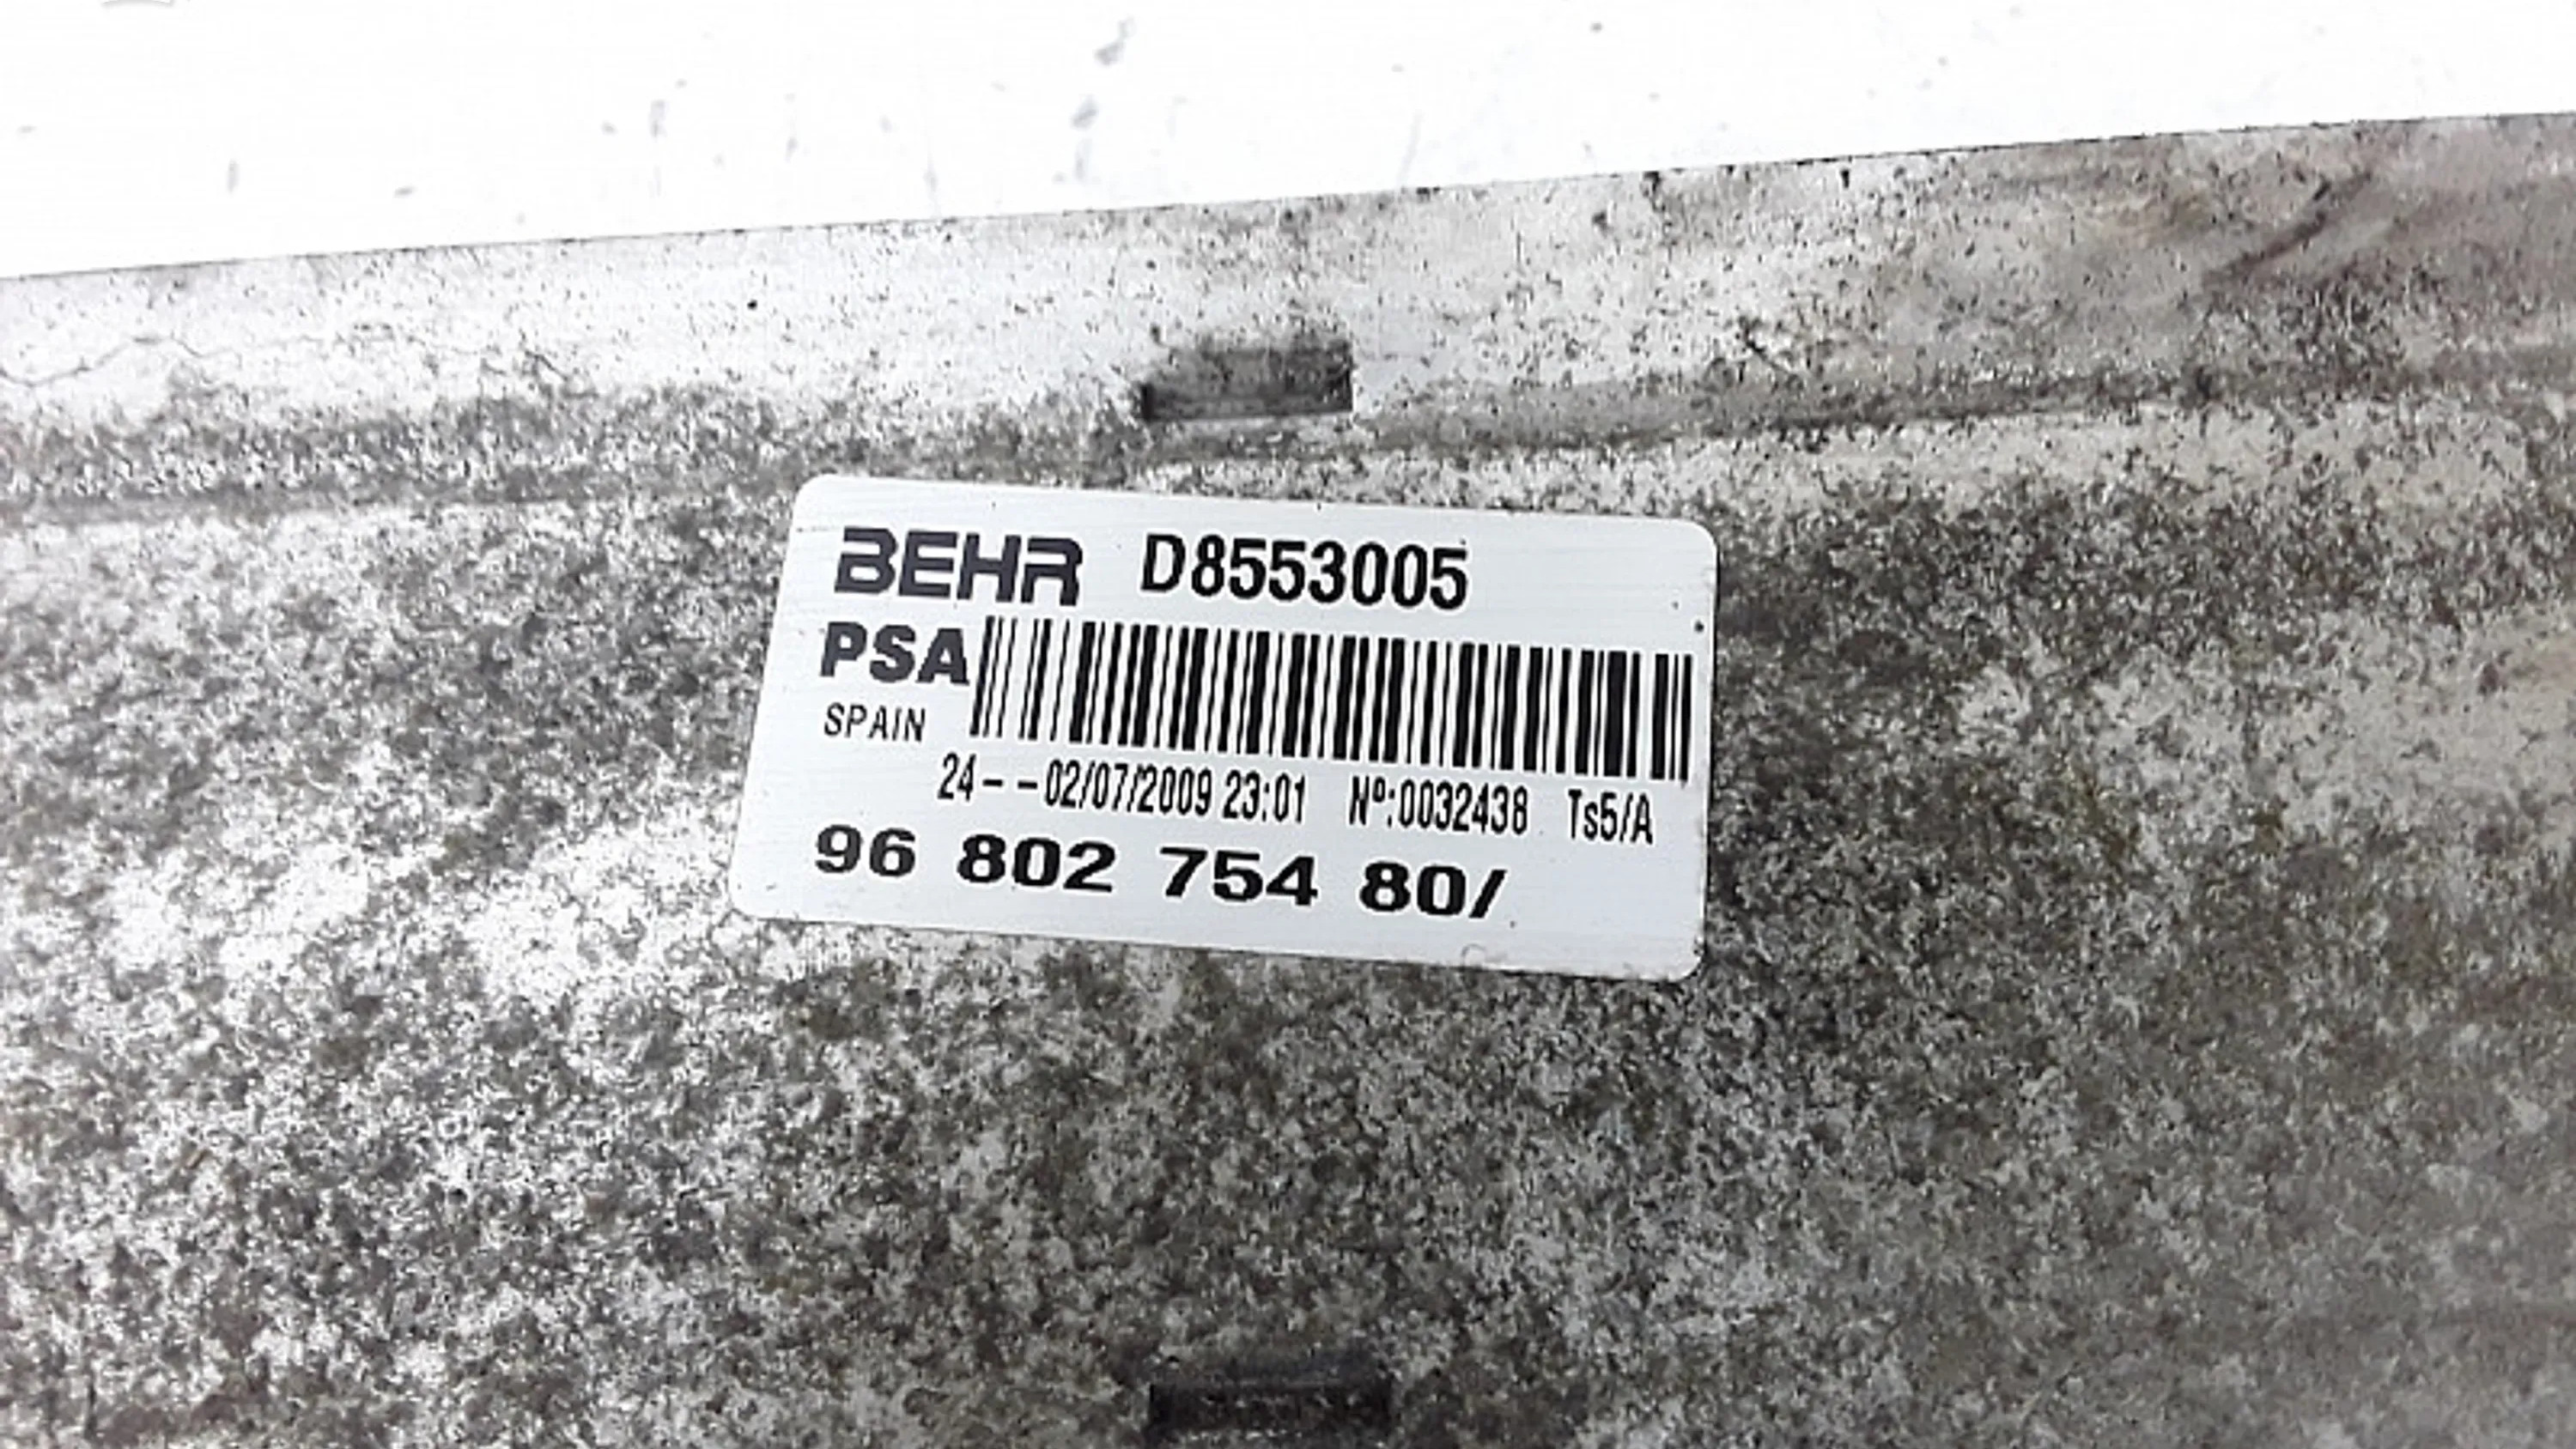 BEHR D8553005
PSA
SPAIN
24- -02/07/2009 23:01 Nº:0032438 Ts5/A
96 802 754 80/